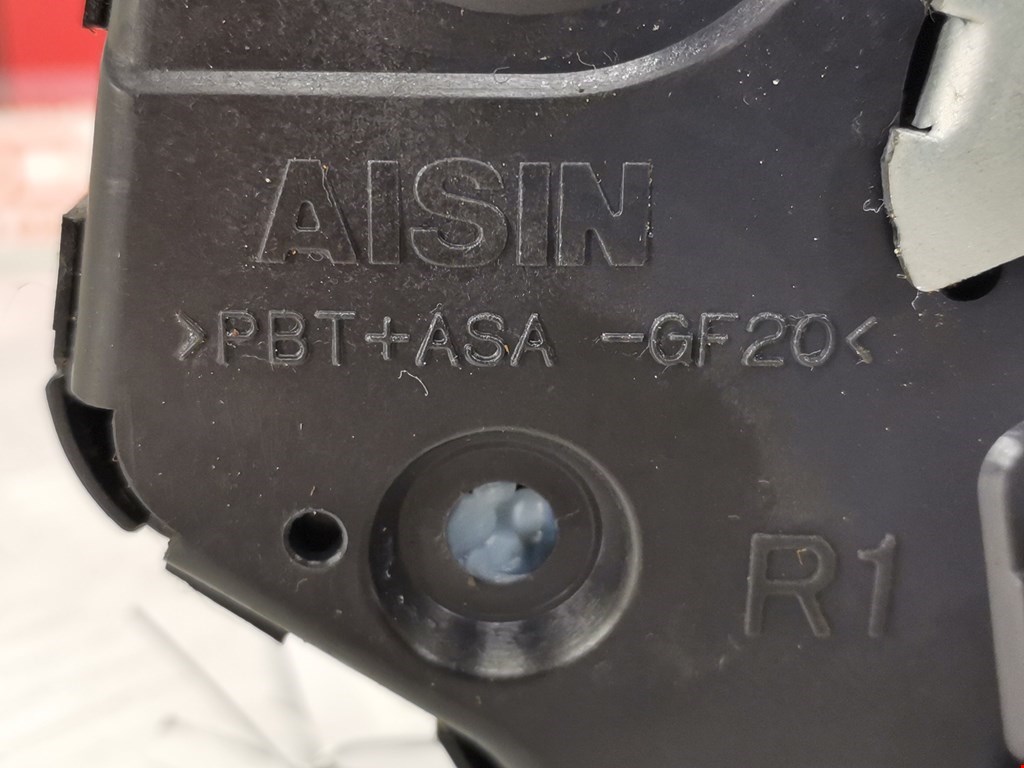 AISIN
>PBT+ASA -GF20<
R1